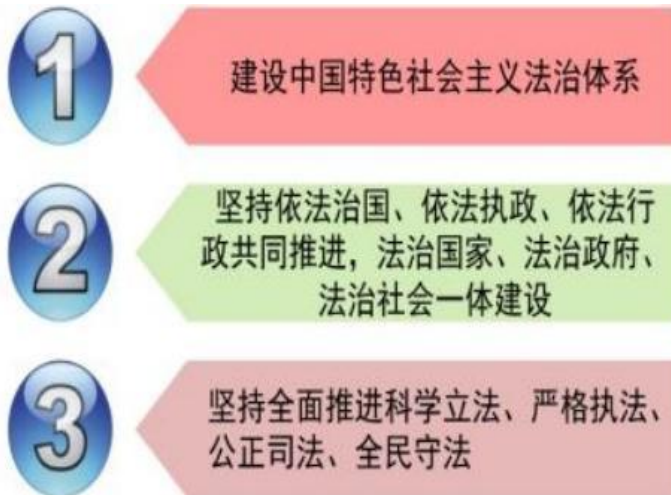 1
建设中国特色社会主义法治体系
2
坚持依法治国、依法执政、依法行
政共同推进，法治国家、法治政府、
法治社会一体建设
3
坚持全面推进科学立法、严格执法、
公正司法、全民守法